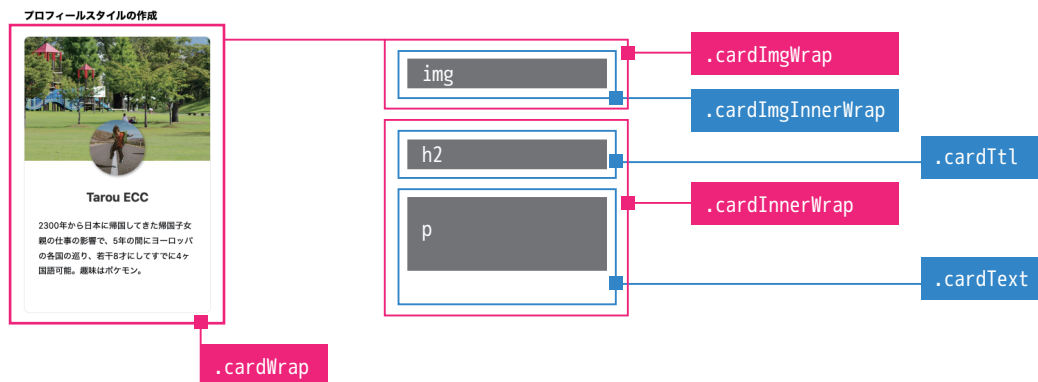 プロフィールスタイルの作成
Tarou ECC
2300年から日本に帰国してきた帰国子女
親の仕事の影響で、5年の間にヨーロッパ
の各国の巡り、若干8才にしてすでに4ヶ
国語可能。趣味はポケモン。
.cardWrap
img
h2
p
.cardImgWrap
.cardImgInnerWrap
.cardTtl
.cardInnerWrap
.cardText